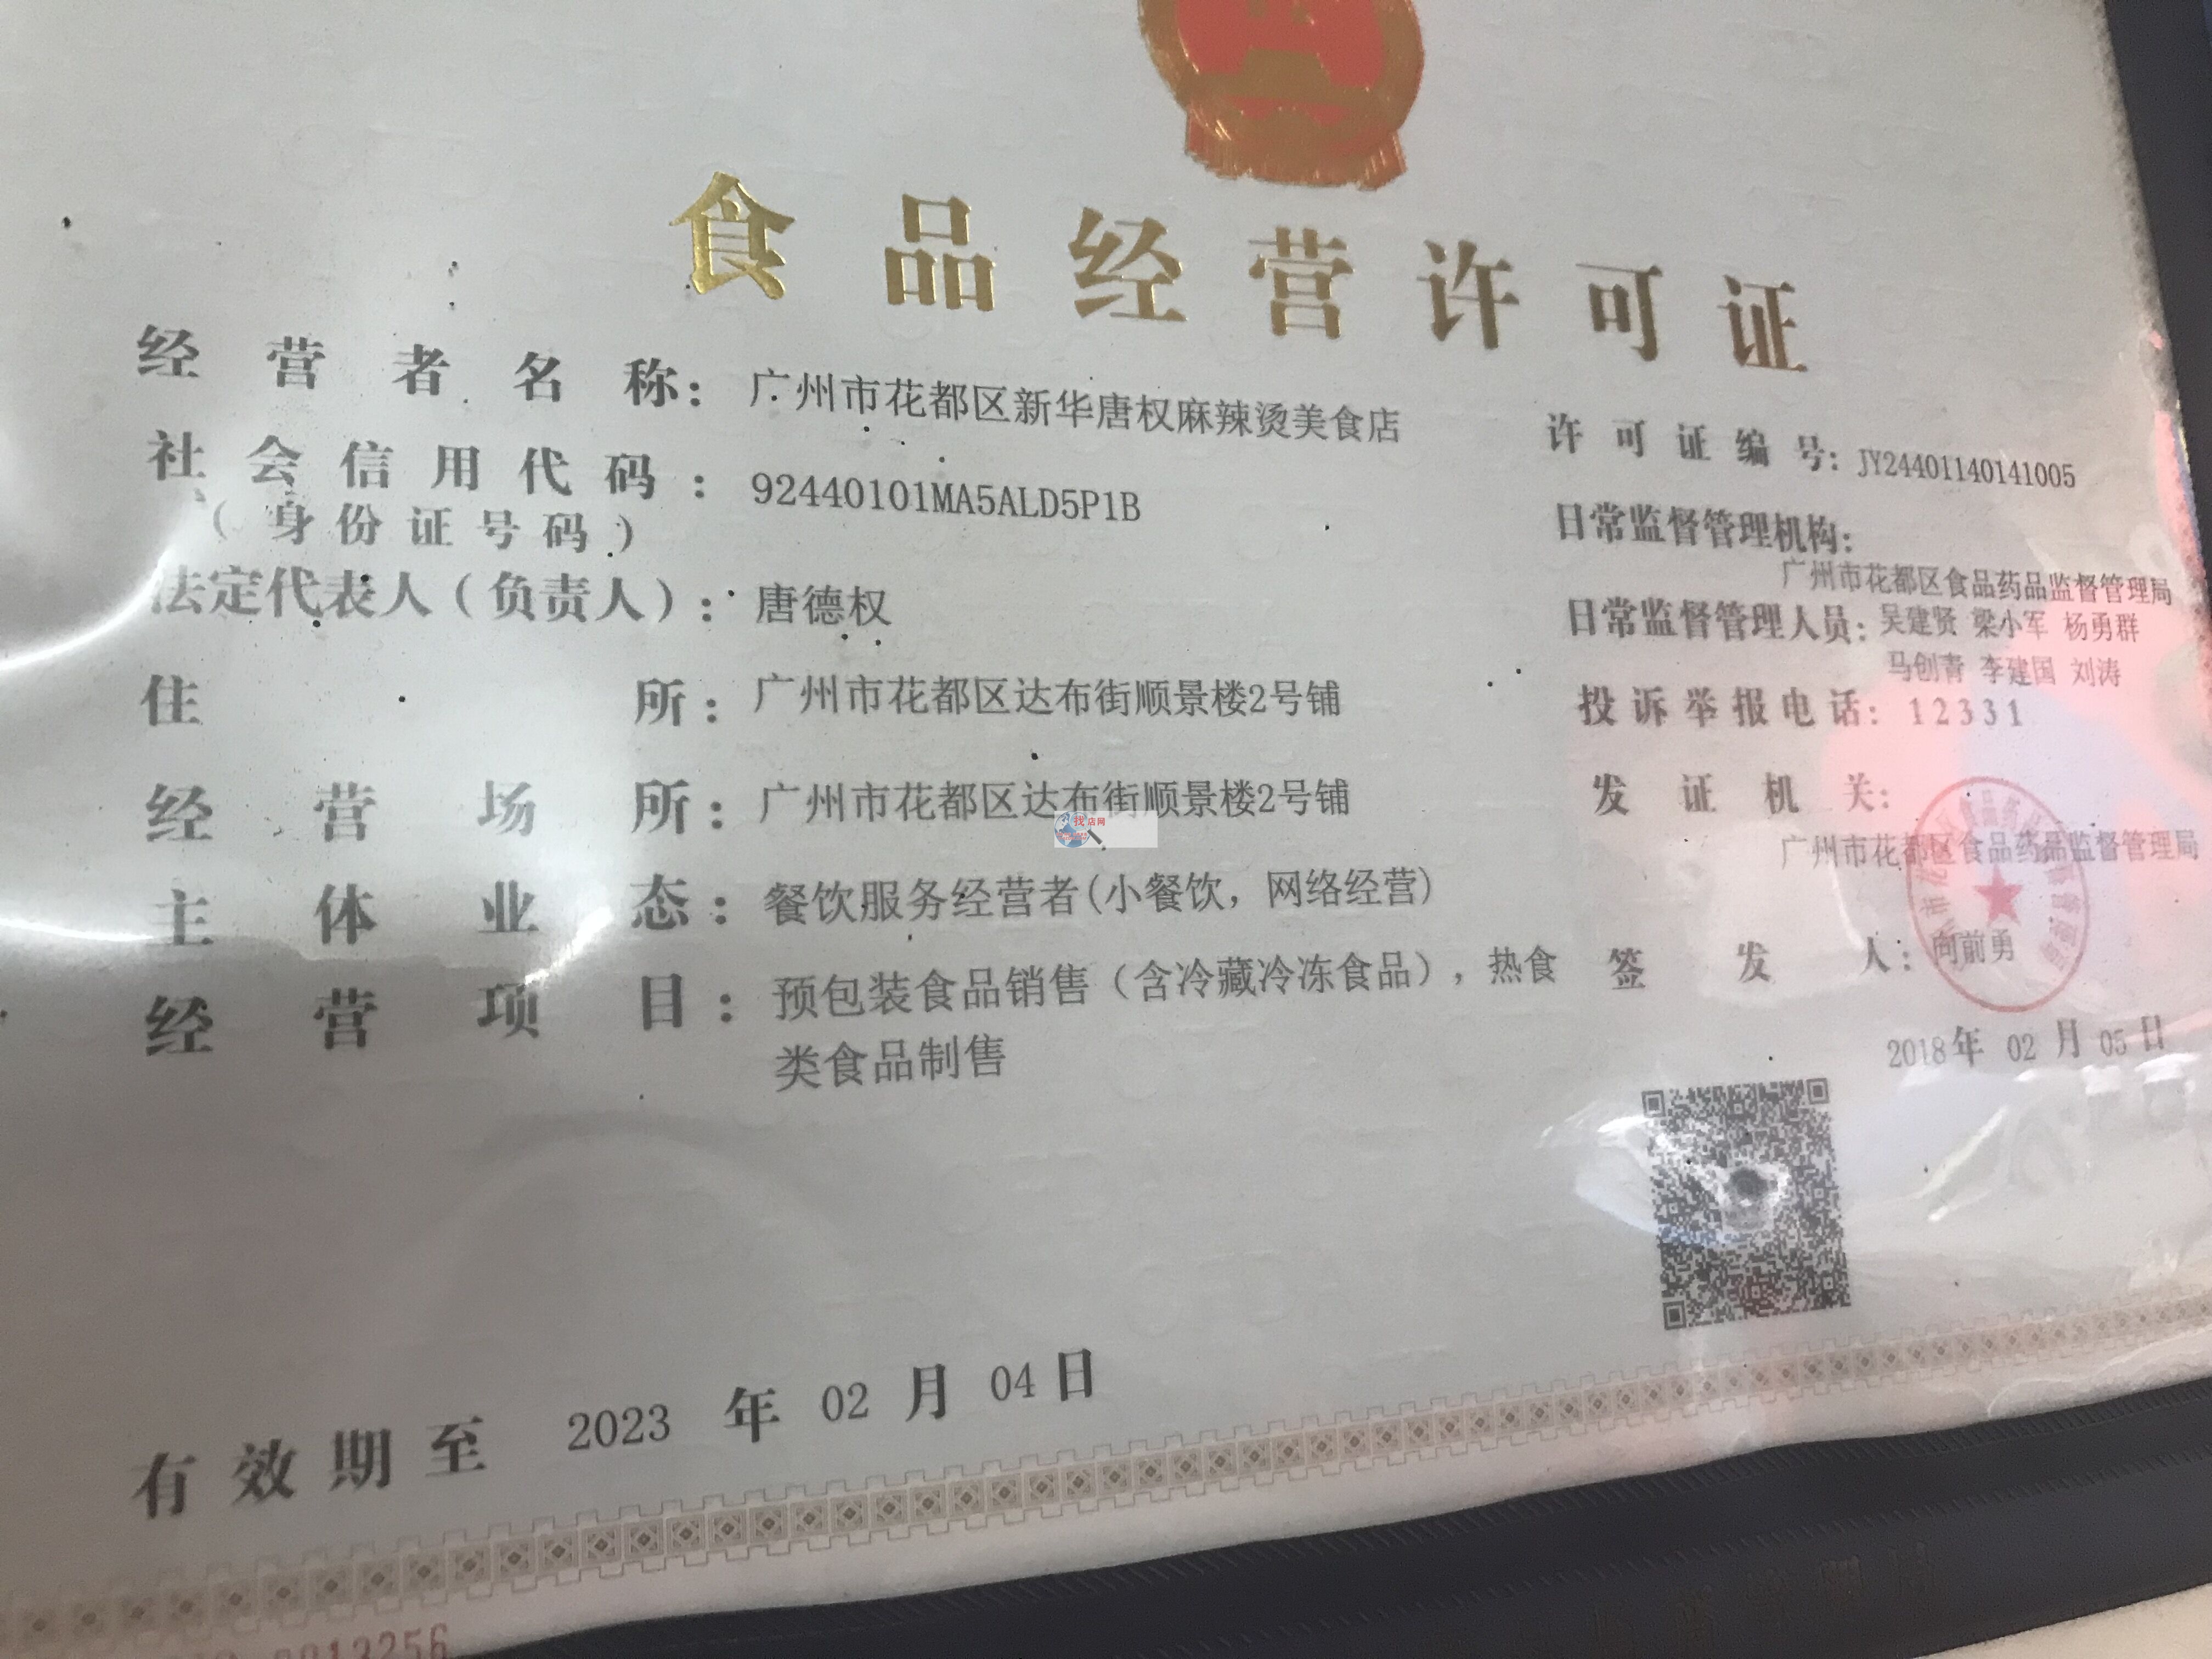 食品经营许可证
经营者名称：广州市花都区新华唐权麻辣烫美食店
社会信用代码：92440101MA5ALD5P1B
（身份证号码）
法定代表人（负责人）：唐德权
住所：广州市花都区达布街顺景楼2号铺
经营场所：广州市花都区达布街顺景楼2号铺
找店网
主体业态：餐饮服务经营者(小餐饮，网络经营)
经营项目：预包装食品销售（含冷藏冷冻食品），热食
类食品制售
许可证编号：JY24401140141005
日常监督管理机构：
广州市花都区食品药品监督管理局
日常监督管理人员：吴建贤 梁小军 杨勇群
马创青 李建国 刘涛
投诉举报电话：12331
发证机关：
广州市花都区食品药品监督管理局
签发人：向前勇
2018年02月05日
有效期至 2023年02月04日